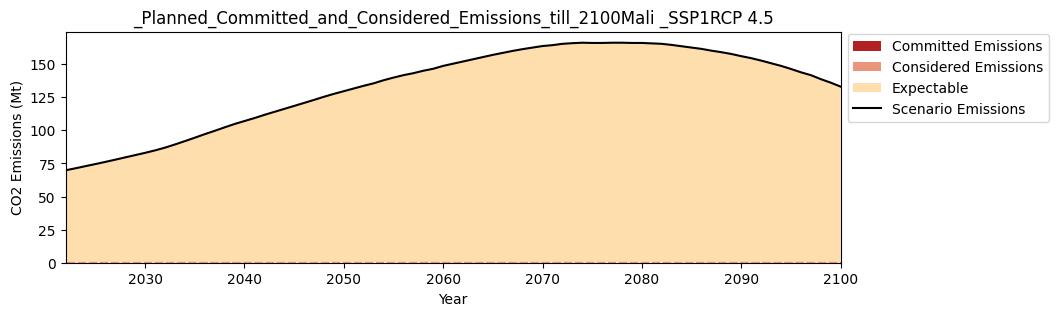 _Planned_Committed_and_Considered_Emissions_till_2100Mali _SSP1RCP 4.5
CO2 Emissions (Mt)
150
125
100
75
50
25
0
2030 2040 2050 2060 2070 2080 2090 2100
Year
Committed Emissions
Considered Emissions
Expectable
Scenario Emissions